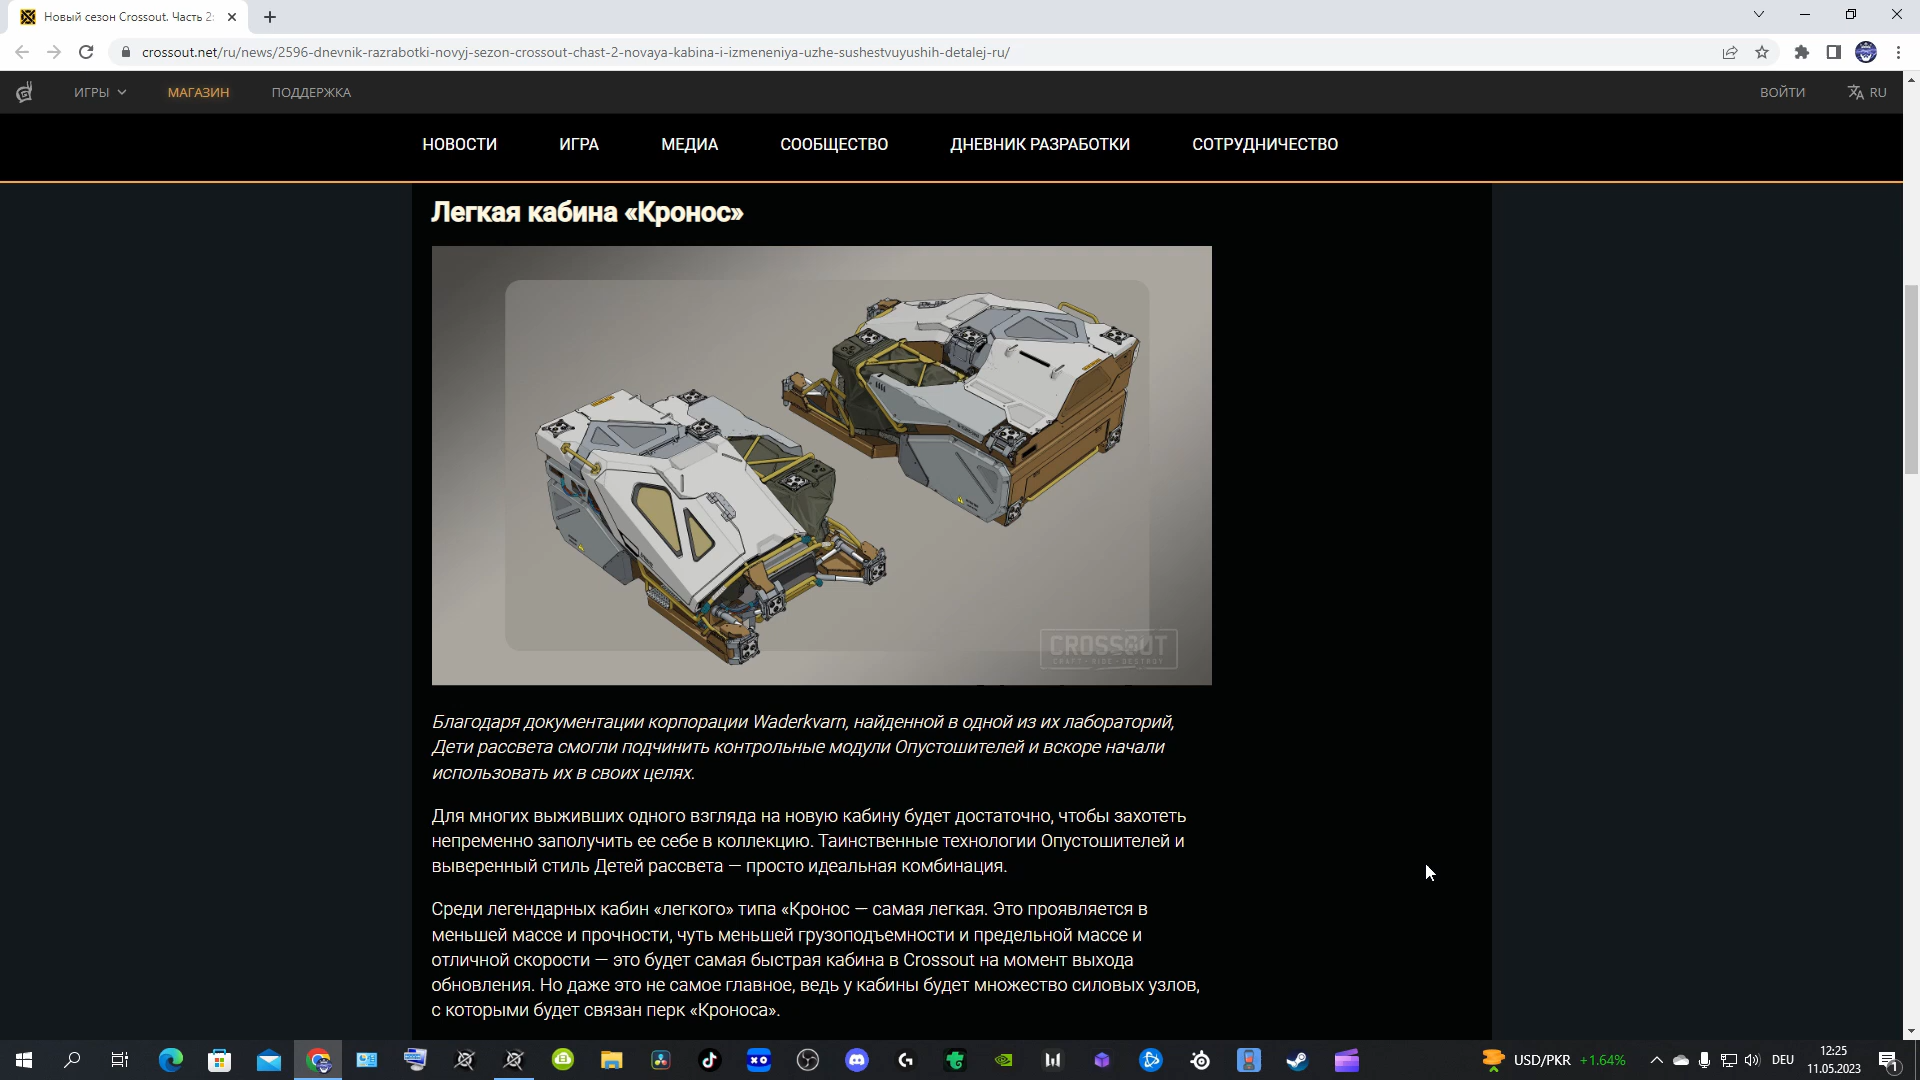 Новый сезон Crossout. Часть 2:
crossout.net/ru/news/2596-dnevnik-razrabotki-novyj-sezon-crossout-chast-2-novaya-kabina-i-izmeneniya-uzhe-sushestvuyushih-detalej-ru/
ИГРЫ
МАГАЗИН
ПОДДЕРЖКА
ВОЙТИ
RU
НОВОСТИ
ИГРА
МЕДИА
СООБЩЕСТВО
ДНЕВНИК РАЗРАБОТКИ
СОТРУДНИЧЕСТВО
Легкая кабина «Кронос»
CROSSOUT
CRAFT · RIDE · DESTROY
Благодаря документации корпорации Waderkvarn, найденной в одной из их лабораторий,
Дети рассвета смогли подчинить контрольные модули Опустошителей и вскоре начали
использовать их в своих целях.
Для многих выживших одного взгляда на новую кабину будет достаточно, чтобы захотеть
непременно заполучить ее себе в коллекцию. Таинственные технологии Опустошителей и
выверенный стиль Детей рассвета — просто идеальная комбинация.
Среди легендарных кабин «легкого» типа «Кронос — самая легкая. Это проявляется в
меньшей массе и прочности, чуть меньшей грузоподъемности и предельной массе и
отличной скорости — это будет самая быстрая кабина в Crossout на момент выхода
обновления. Но даже это не самое главное, ведь у кабины будет множество силовых узлов,
с которыми будет связан перк «Кроноса».
USD/PKR +1.64%
DEU
12:25
11.05.2023
1